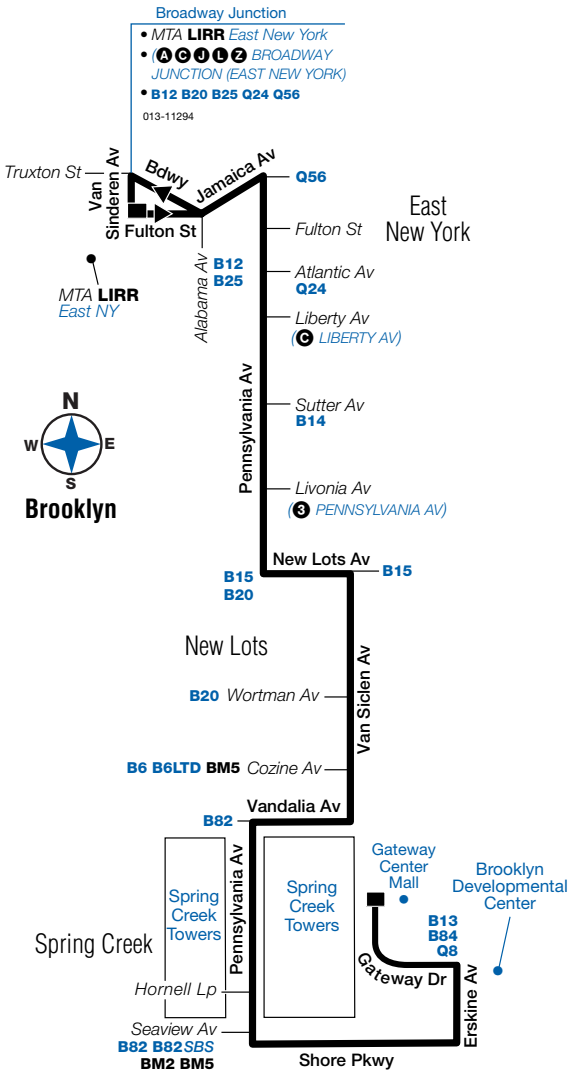 Broadway Junction
• MTA LIRR East New York
• (A C J L Z BROADWAY
JUNCTION (EAST NEW YORK)
• B12 B20 B25 Q24 Q56
013-11294
Truxton St
Van
Sinderen Av
Bdwy
Jamaica Av
Q56
Fulton St
East
New York
Fulton St
Alabama Av
B12
B25
MTA LIRR
East NY
Atlantic Av
Q24
Liberty Av
(C LIBERTY AV)
Pennsylvania Av
Sutter Av
B14
N
W
E
S
Brooklyn
Livonia Av
(3 PENNSYLVANIA AV)
New Lots Av
B15
B15
B20
New Lots
Van Siclen Av
B20 Wortman Av
B6 B6LTD BM5 Cozine Av
Vandalia Av
B82
Pennsylvania Av
Spring
Creek
Towers
Spring
Creek
Towers
Gateway
Center
Mall
Brooklyn
Developmental
Center
B13
B84
Q8
Spring Creek
Gateway Dr
Erskine Av
Hornell Lp
Seaview Av
B82 B82SBS
BM2 BM5
Shore Pkwy